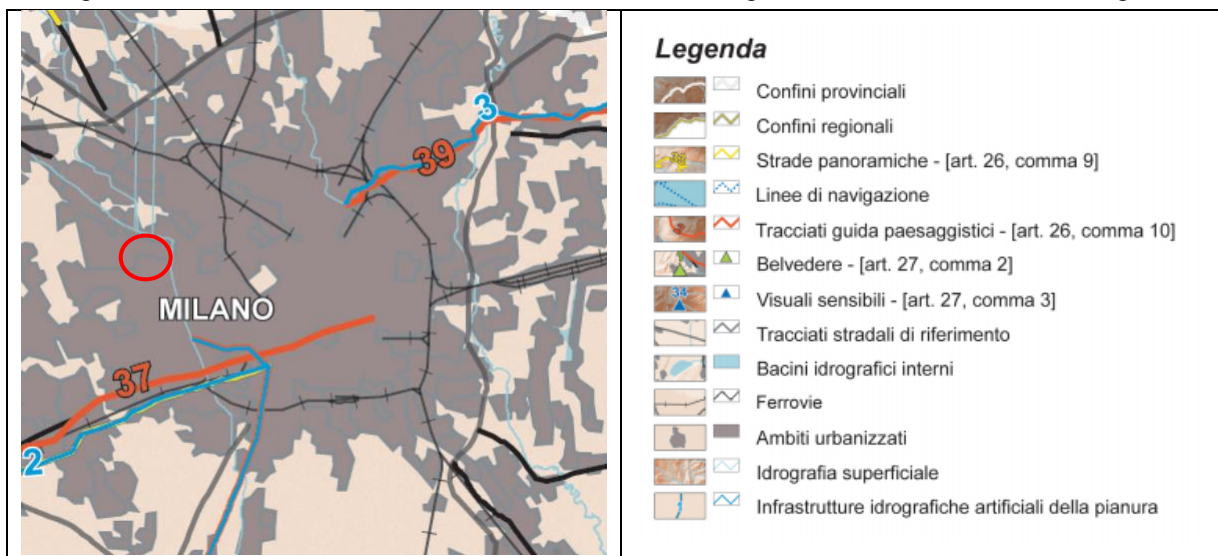 3
39
MILANO
37
2
Legenda
Confini provinciali
Confini regionali
Strade panoramiche - [art. 26, comma 9]
Linee di navigazione
Tracciati guida paesaggistici - [art. 26, comma 10]
Belvedere - [art. 27, comma 2]
34
Visuali sensibili - [art. 27, comma 3]
Tracciati stradali di riferimento
Bacini idrografici interni
Ferrovie
Ambiti urbanizzati
Idrografia superficiale
Infrastrutture idrografiche artificiali della pianura